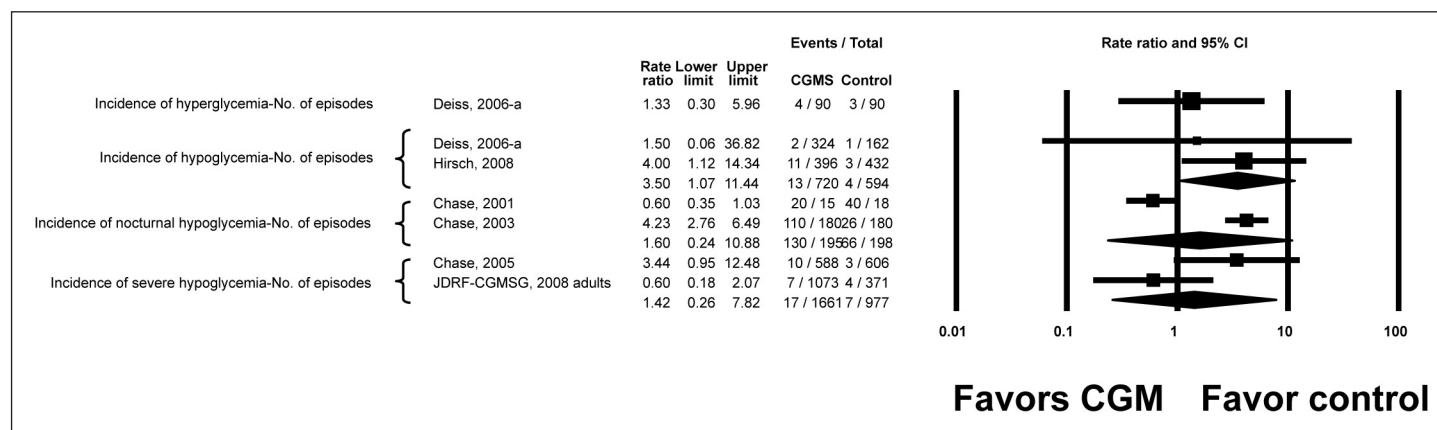 Events / Total Rate ratio and 95% CI
Rate Lower Upper
ratio limit limit CGMS Control
Incidence of hyperglycemia-No. of episodes Deiss, 2006-a 1.33 0.30 5.96 4 / 90 3 / 90
Deiss, 2006-a 1.50 0.06 36.82 2 / 324 1 / 162
Incidence of hypoglycemia-No. of episodes Hirsch, 2008 4.00 1.12 14.34 11 / 396 3 / 432
3.50 1.07 11.44 13 / 720 4 / 594
Chase, 2001 0.60 0.35 1.03 20 / 15 40 / 18
Incidence of nocturnal hypoglycemia-No. of episodes Chase, 2003 4.23 2.76 6.49 110 / 180 26 / 180
1.60 0.24 10.88 130 / 195 66 / 198
Chase, 2005 3.44 0.95 12.48 10 / 588 3 / 606
Incidence of severe hypoglycemia-No. of episodes JDRF-CGMSG, 2008 adults 0.60 0.18 2.07 7 / 1073 4 / 371
1.42 0.26 7.82 17 / 1661 7 / 977
0.01 0.1 1 10 100
Favors CGM Favor control